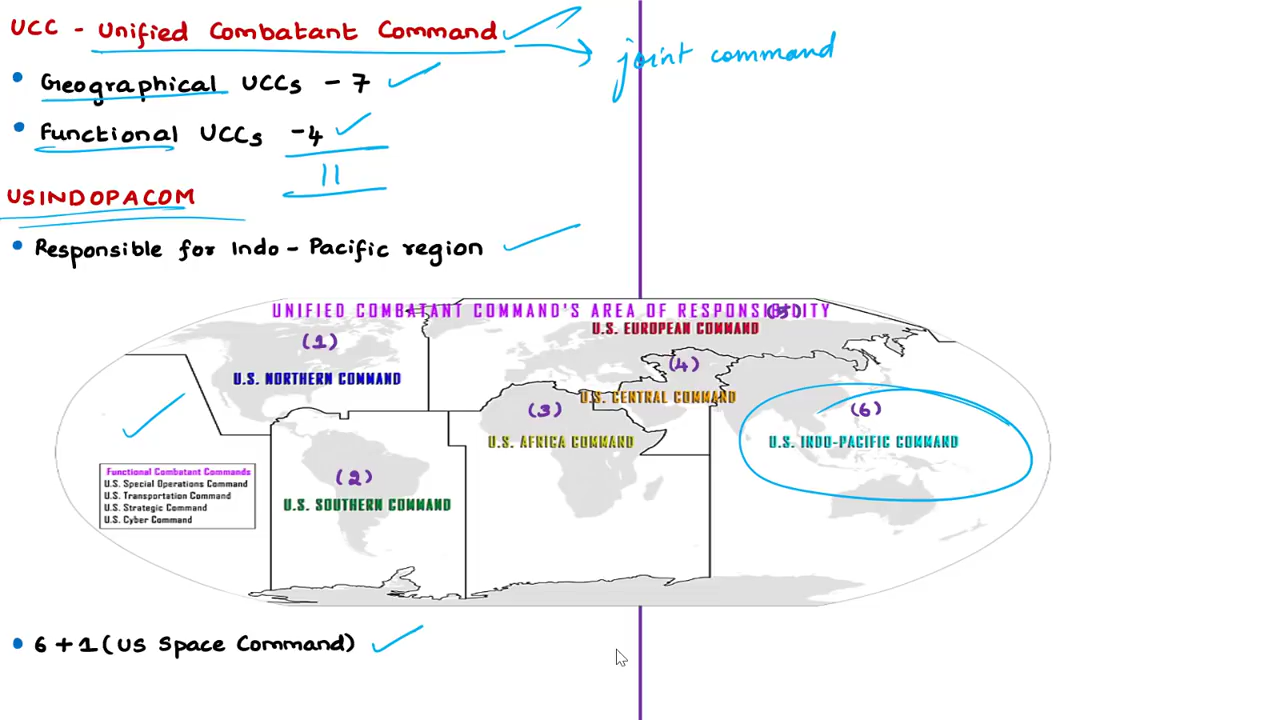 UCC - Unified Combatant Command
joint command
• Geographical UCCs - 7
• Functional UCCs - 4
11
USINDOPACOM
• Responsible for Indo - Pacific region
UNIFIED COMBATANT COMMAND'S AREA OF RESPONSIBILITY
(5)
U.S. EUROPEAN COMMAND
(1)
U.S. NORTHERN COMMAND
(4)
U.S. CENTRAL COMMAND
(3)
U.S. AFRICA COMMAND
(6)
U.S. INDO-PACIFIC COMMAND
(2)
U.S. SOUTHERN COMMAND
Functional Combatant Commands
U.S. Special Operations Command
U.S. Transportation Command
U.S. Strategic Command
U.S. Cyber Command
• 6 + 1 (US Space Command)